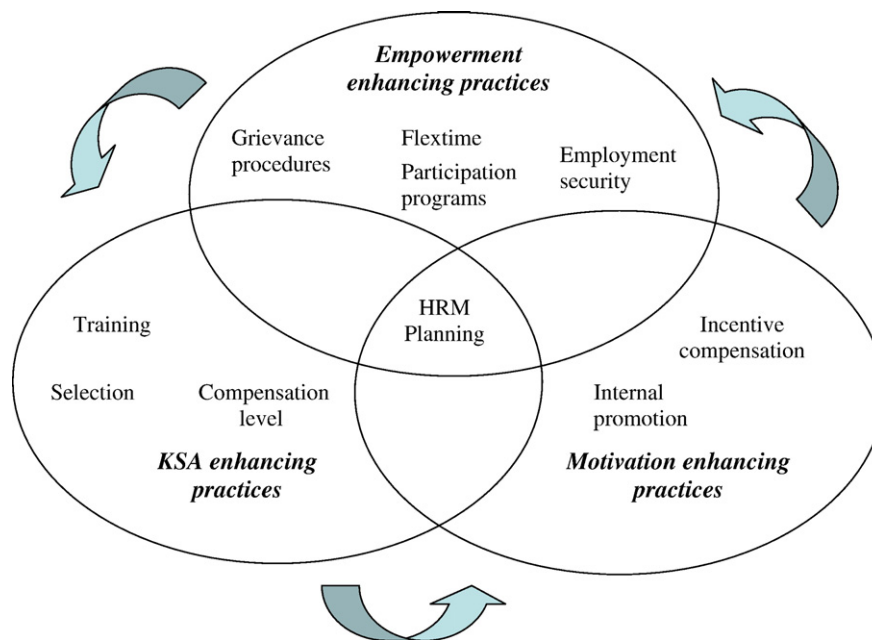 Empowerment
enhancing practices
Grievance
procedures
Flextime
Participation
programs
Employment
security
HRM
Planning
Training
Selection
Compensation
level
KSA enhancing
practices
Incentive
compensation
Internal
promotion
Motivation enhancing
practices